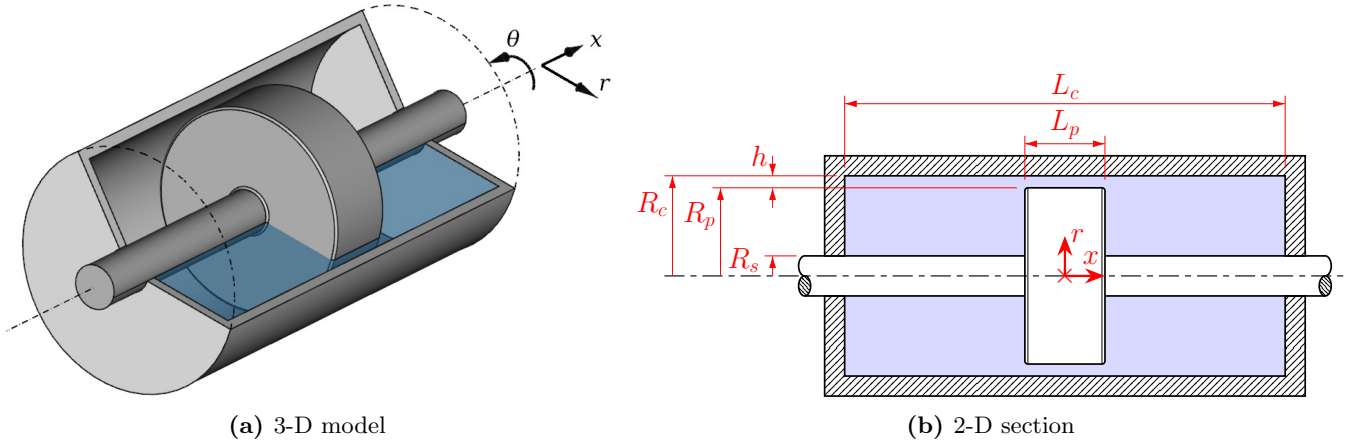 θ
x
r
L_c
L_p
h
R_c
R_p
R_s
r
x
(a) 3-D model
(b) 2-D section